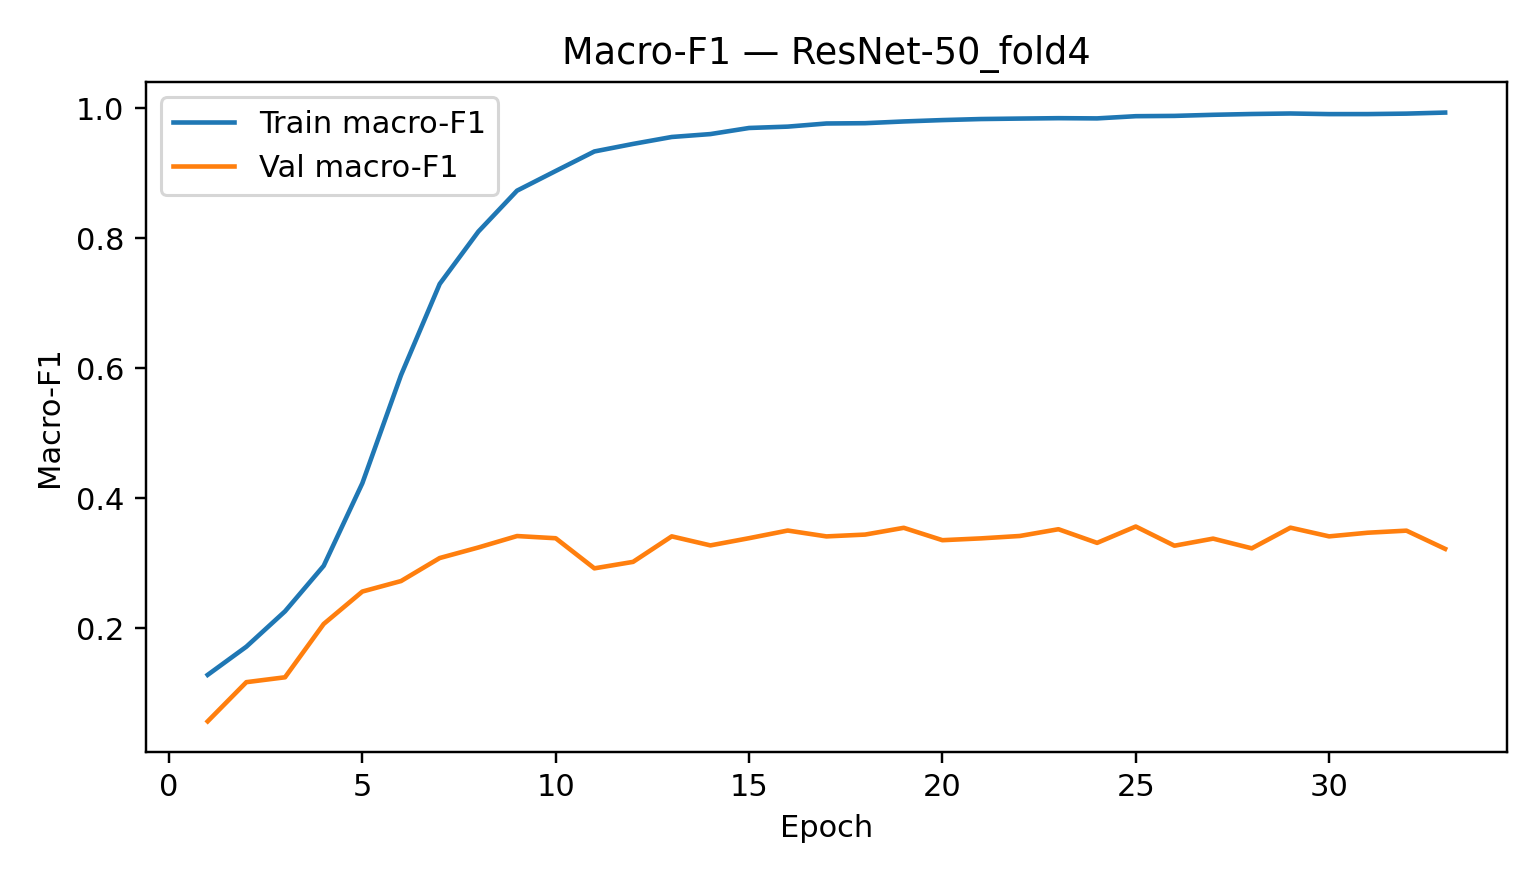 Macro-F1 — ResNet-50_fold4
Train macro-F1
Val macro-F1
Macro-F1
1.0
0.8
0.6
0.4
0.2
0 5 10 15 20 25 30
Epoch